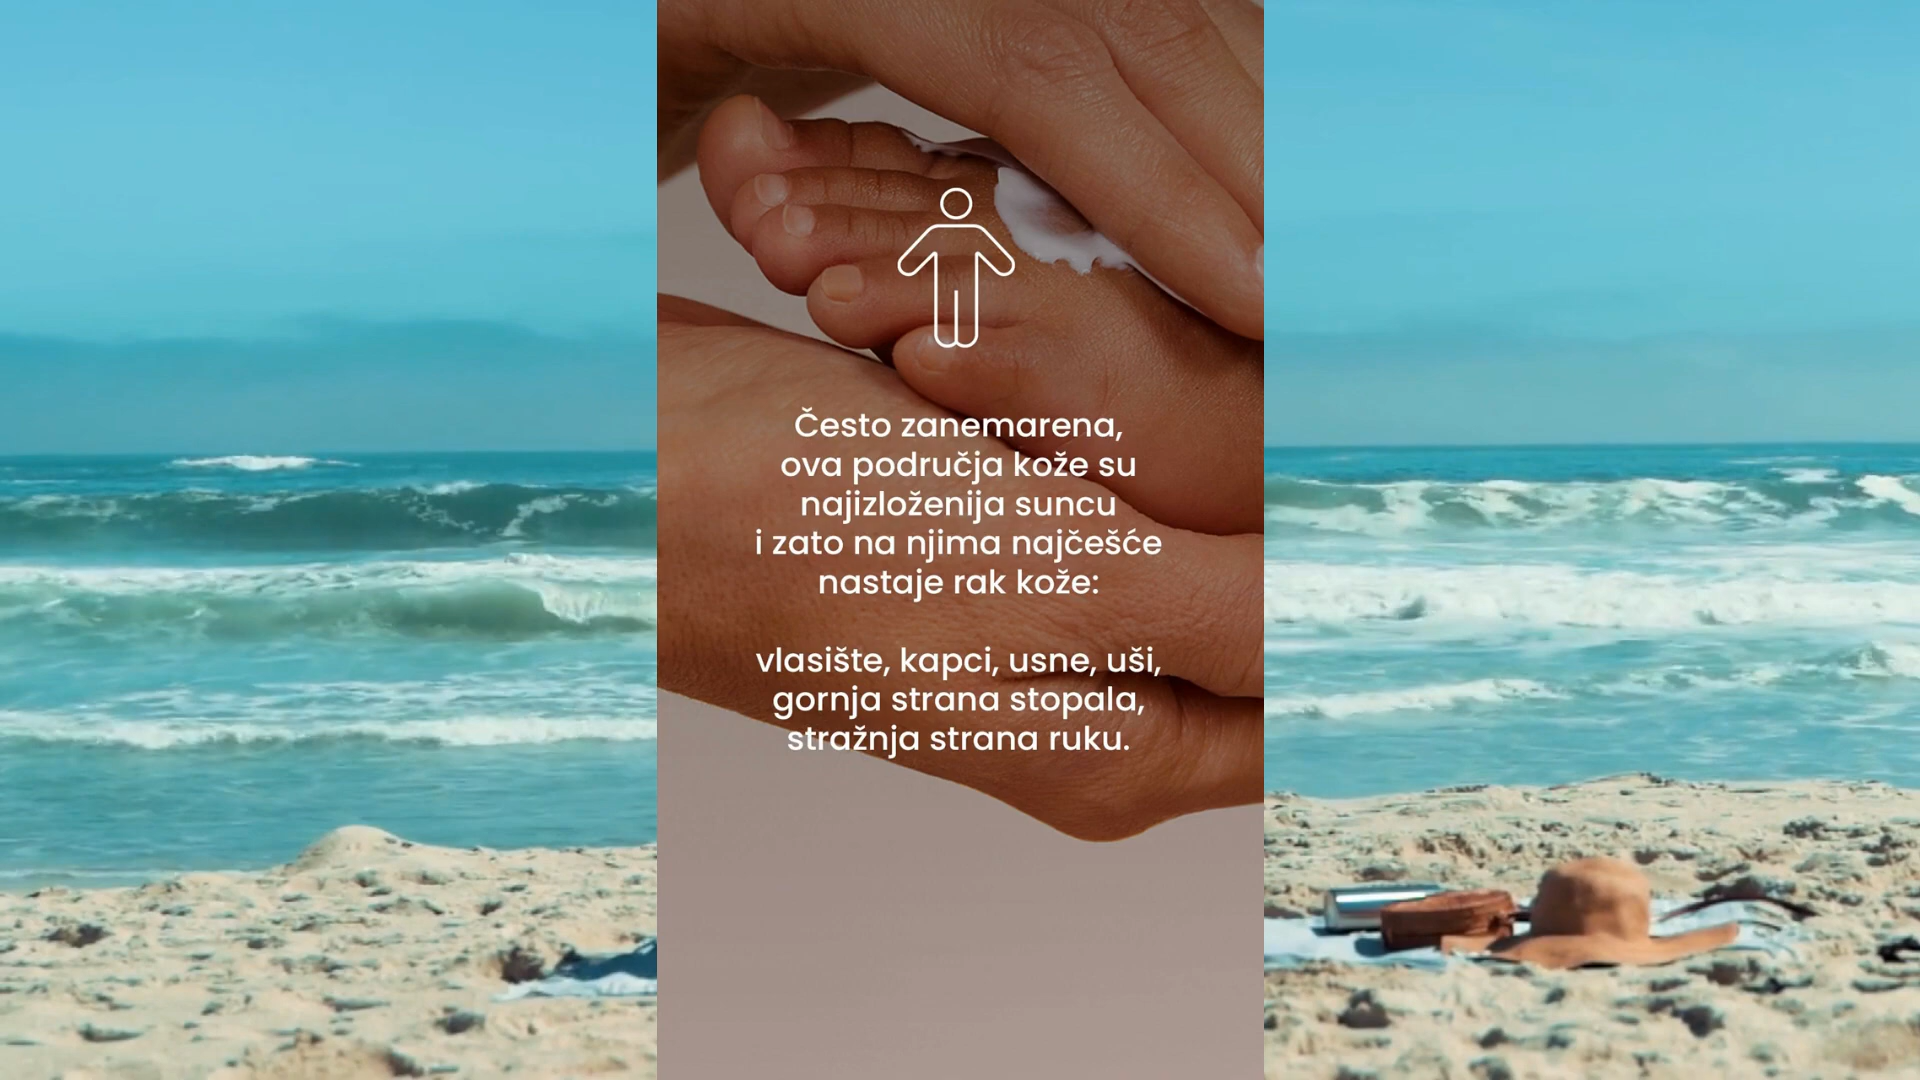 Često zanemarena,
ova područja kože su
najizloženija suncu
i zato na njima najčešće
nastaje rak kože:
vlasište, kapci, usne, uši,
gornja strana stopala,
stražnja strana ruku.